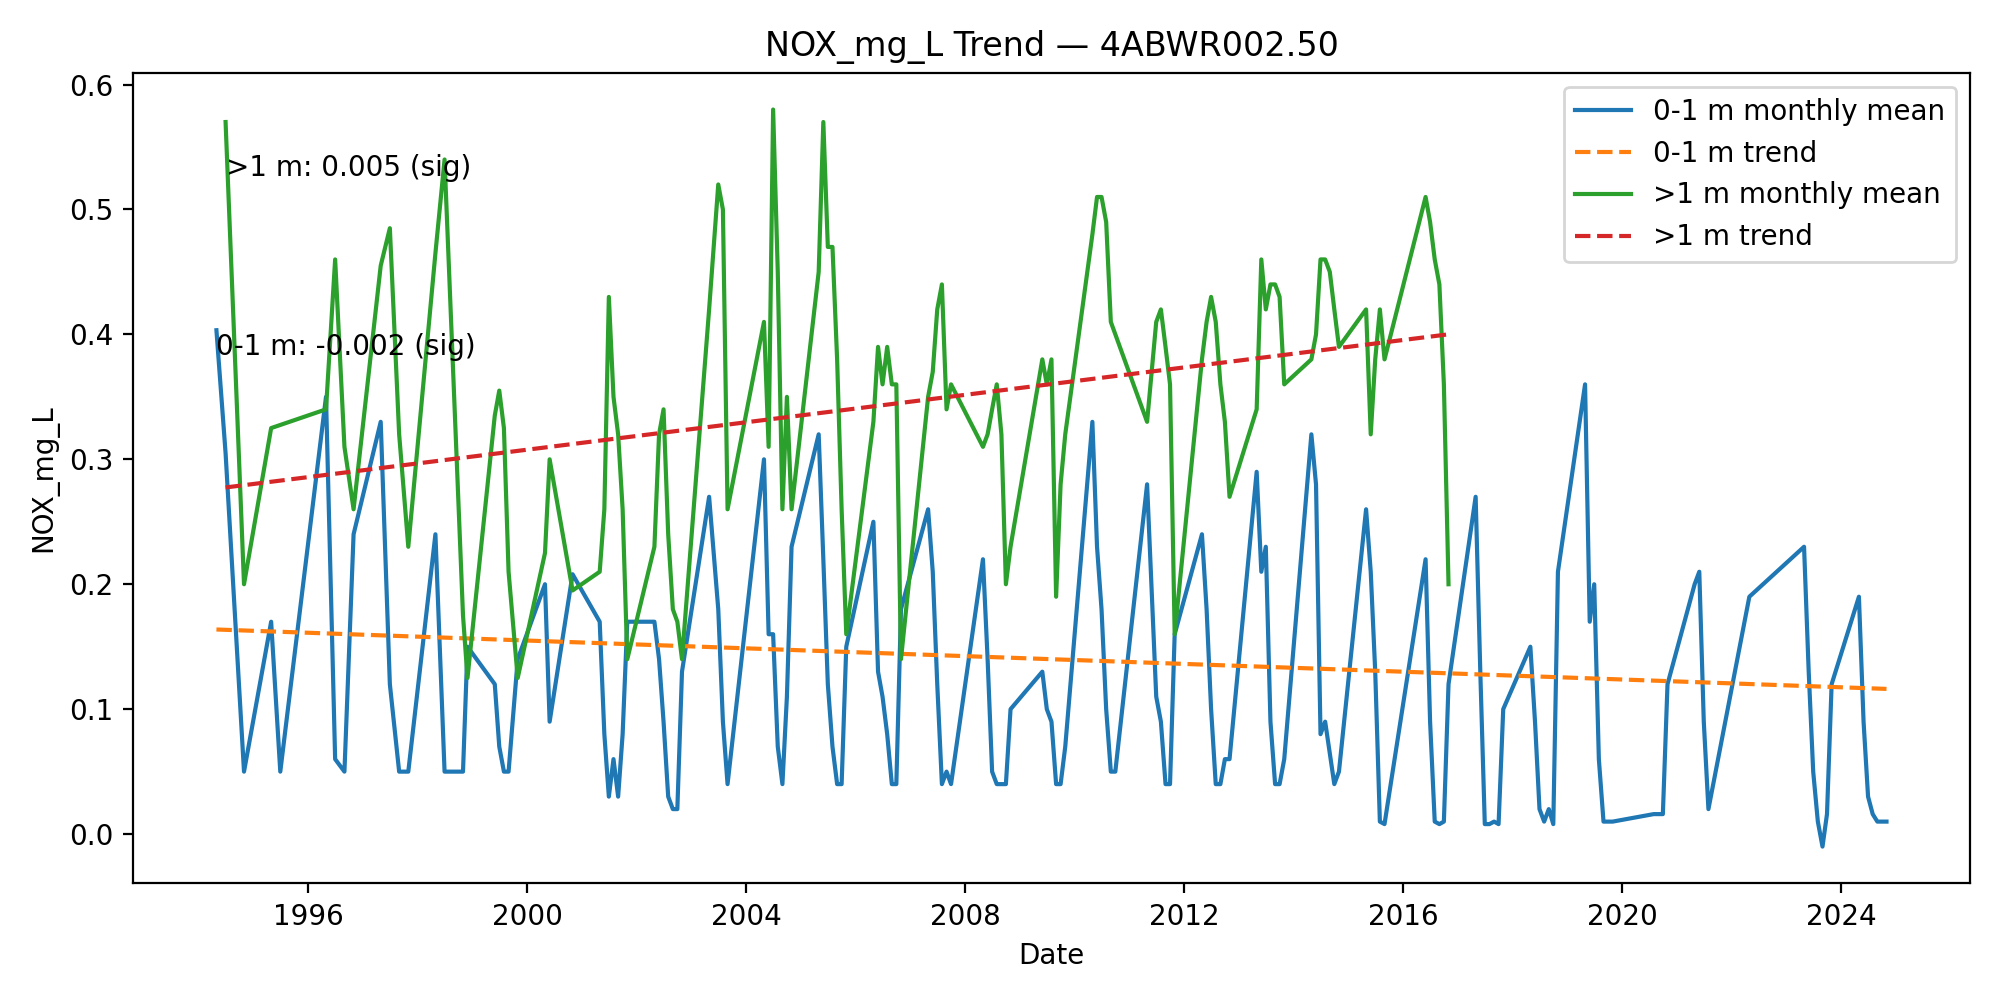 NOX_mg_L Trend — 4ABWR002.50
0.6
0.5
0.4
0.3
0.2
0.1
0.0
NOX_mg_L
>1 m: 0.005 (sig)
0-1 m: -0.002 (sig)
0-1 m monthly mean
0-1 m trend
>1 m monthly mean
>1 m trend
1996 2000 2004 2008 2012 2016 2020 2024
Date